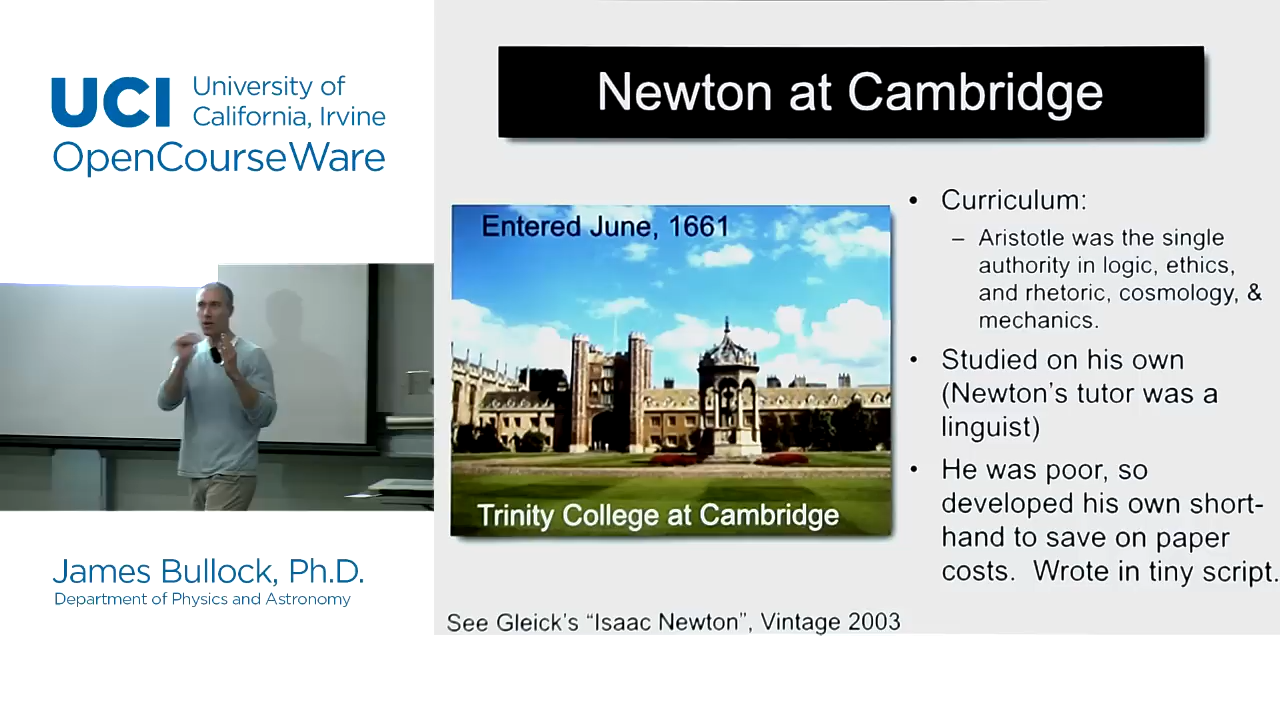 UCI University of
California, Irvine
OpenCourseWare
James Bullock, Ph.D.
Department of Physics and Astronomy
Newton at Cambridge
Entered June, 1661
Trinity College at Cambridge
• Curriculum:
– Aristotle was the single
authority in logic, ethics,
and rhetoric, cosmology, &
mechanics.
• Studied on his own
(Newton's tutor was a
linguist)
• He was poor, so
developed his own short-
hand to save on paper
costs. Wrote in tiny script.
See Gleick's "Isaac Newton", Vintage 2003